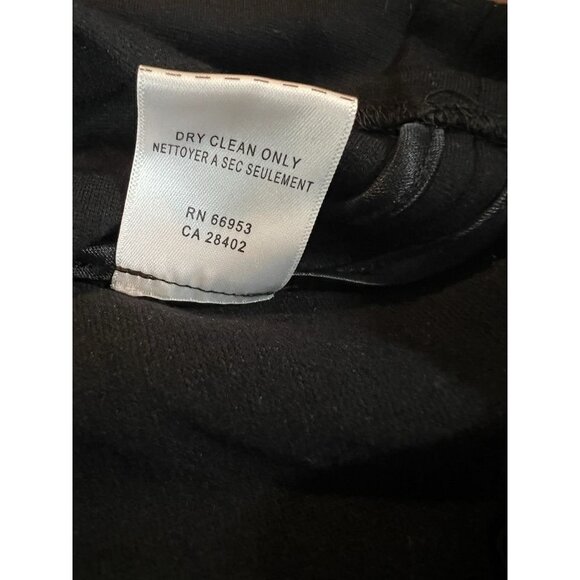 DRY CLEAN ONLY
NETTOYER A SEC SEULEMENT
RN 66953
CA 28402